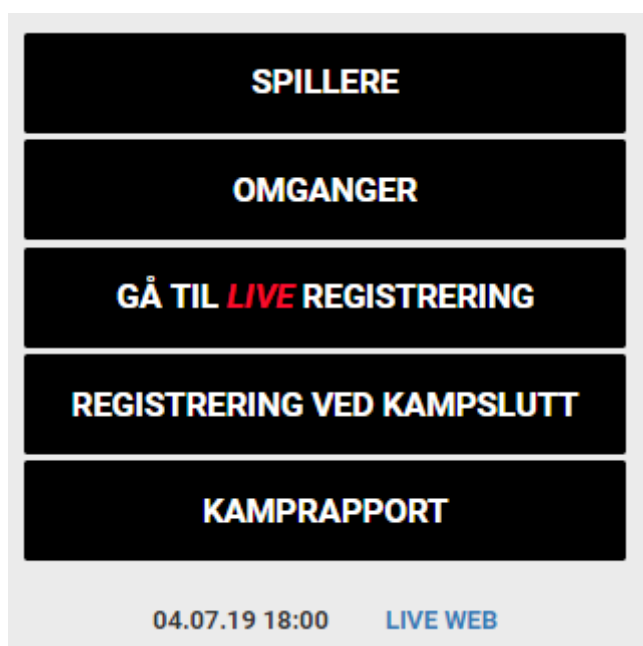 SPILLERE
OMGANGER
GÅ TIL LIVE REGISTRERING
REGISTRERING VED KAMPSLUTT
KAMPRAPPORT
04.07.19 18:00 LIVE WEB